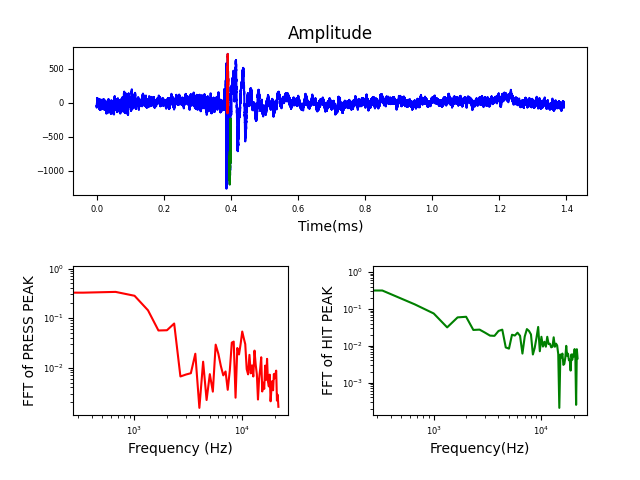 Amplitude
500
0
−500
−1000
0.0 0.2 0.4 0.6 0.8 1.0 1.2 1.4
Time(ms)
FFT of PRESS PEAK
10⁰
10⁻¹
10⁻²
10³ 10⁴
Frequency (Hz)
FFT of HIT PEAK
10⁰
10⁻¹
10⁻²
10⁻³
10³ 10⁴
Frequency(Hz)